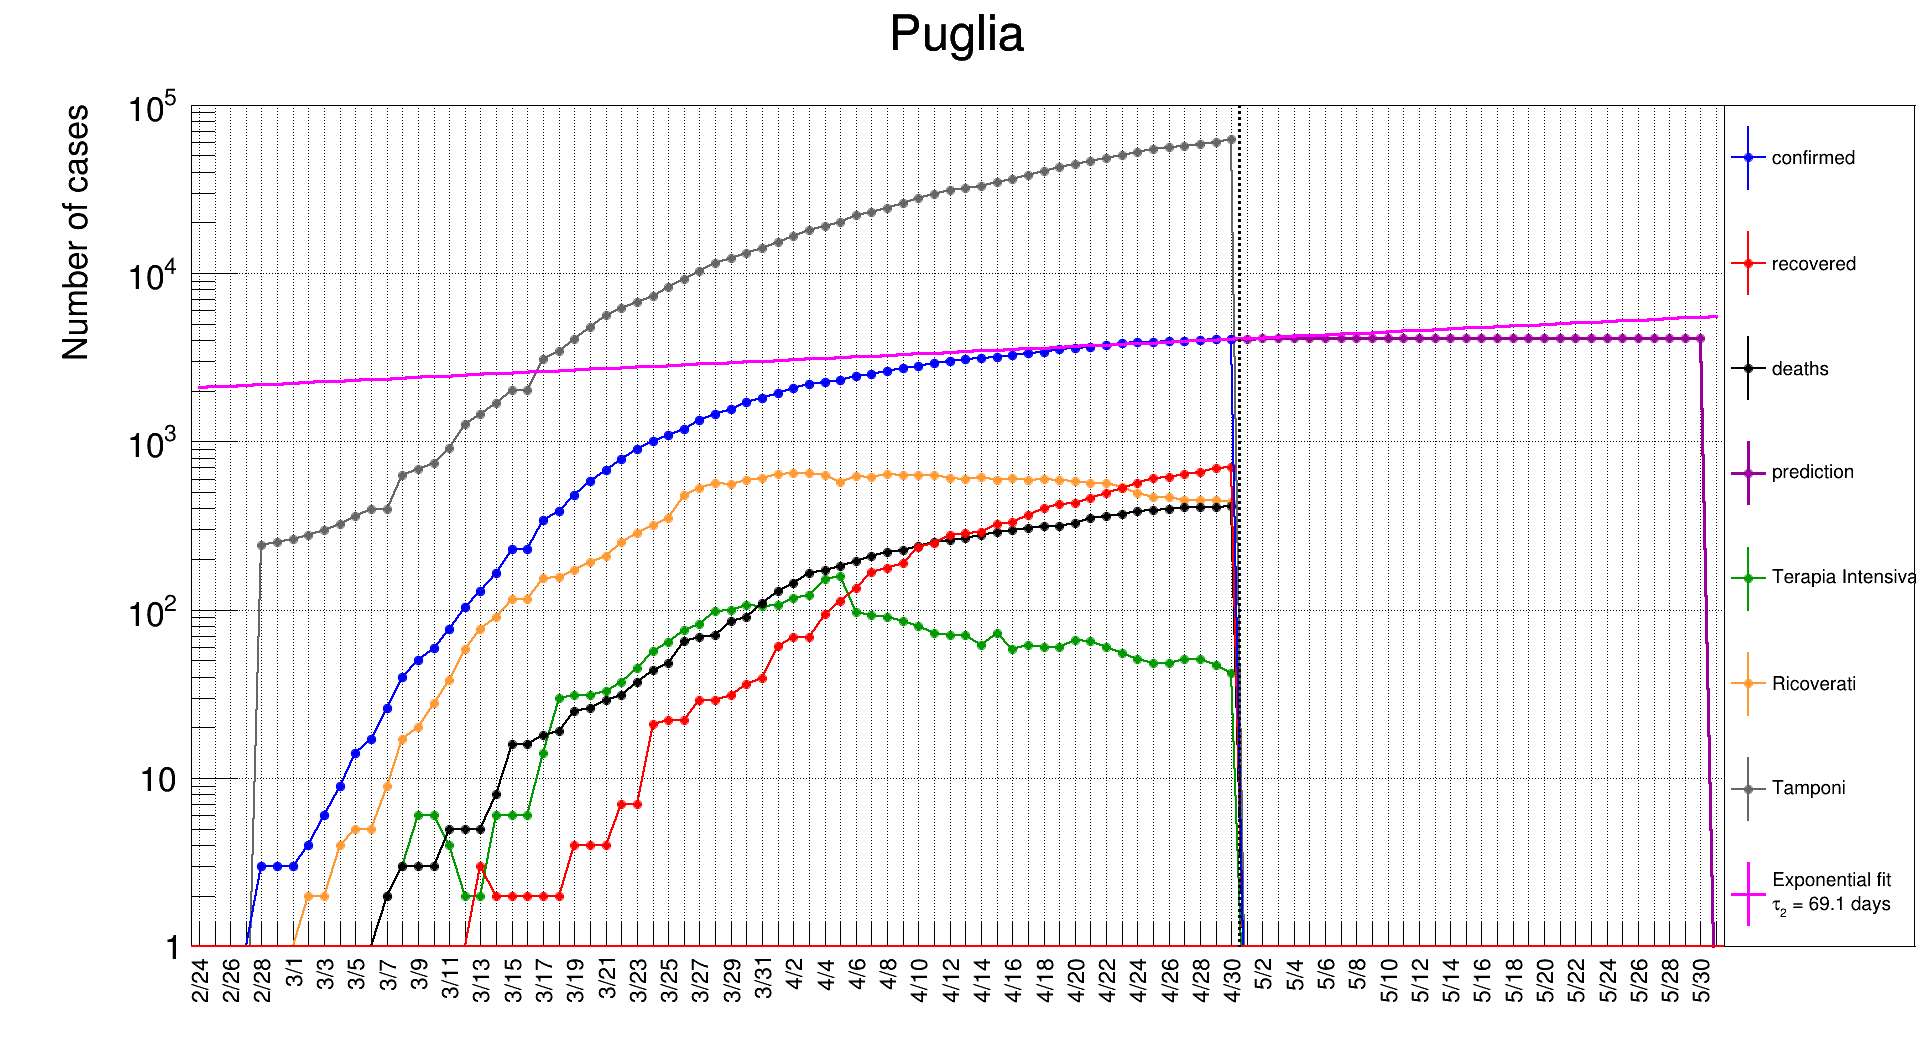 Puglia
Number of cases
10^5
10^4
10^3
10^2
10
1
2/24 2/26 2/28 3/1 3/3 3/5 3/7 3/9 3/11 3/13 3/15 3/17 3/19 3/21 3/23 3/25 3/27 3/29 3/31 4/2 4/4 4/6 4/8 4/10 4/12 4/14 4/16 4/18 4/20 4/22 4/24 4/26 4/28 4/30 5/2 5/4 5/6 5/8 5/10 5/12 5/14 5/16 5/18 5/20 5/22 5/24 5/26 5/28 5/30
confirmed
recovered
deaths
prediction
Terapia Intensiva
Ricoverati
Tamponi
Exponential fit
τ₂ = 69.1 days